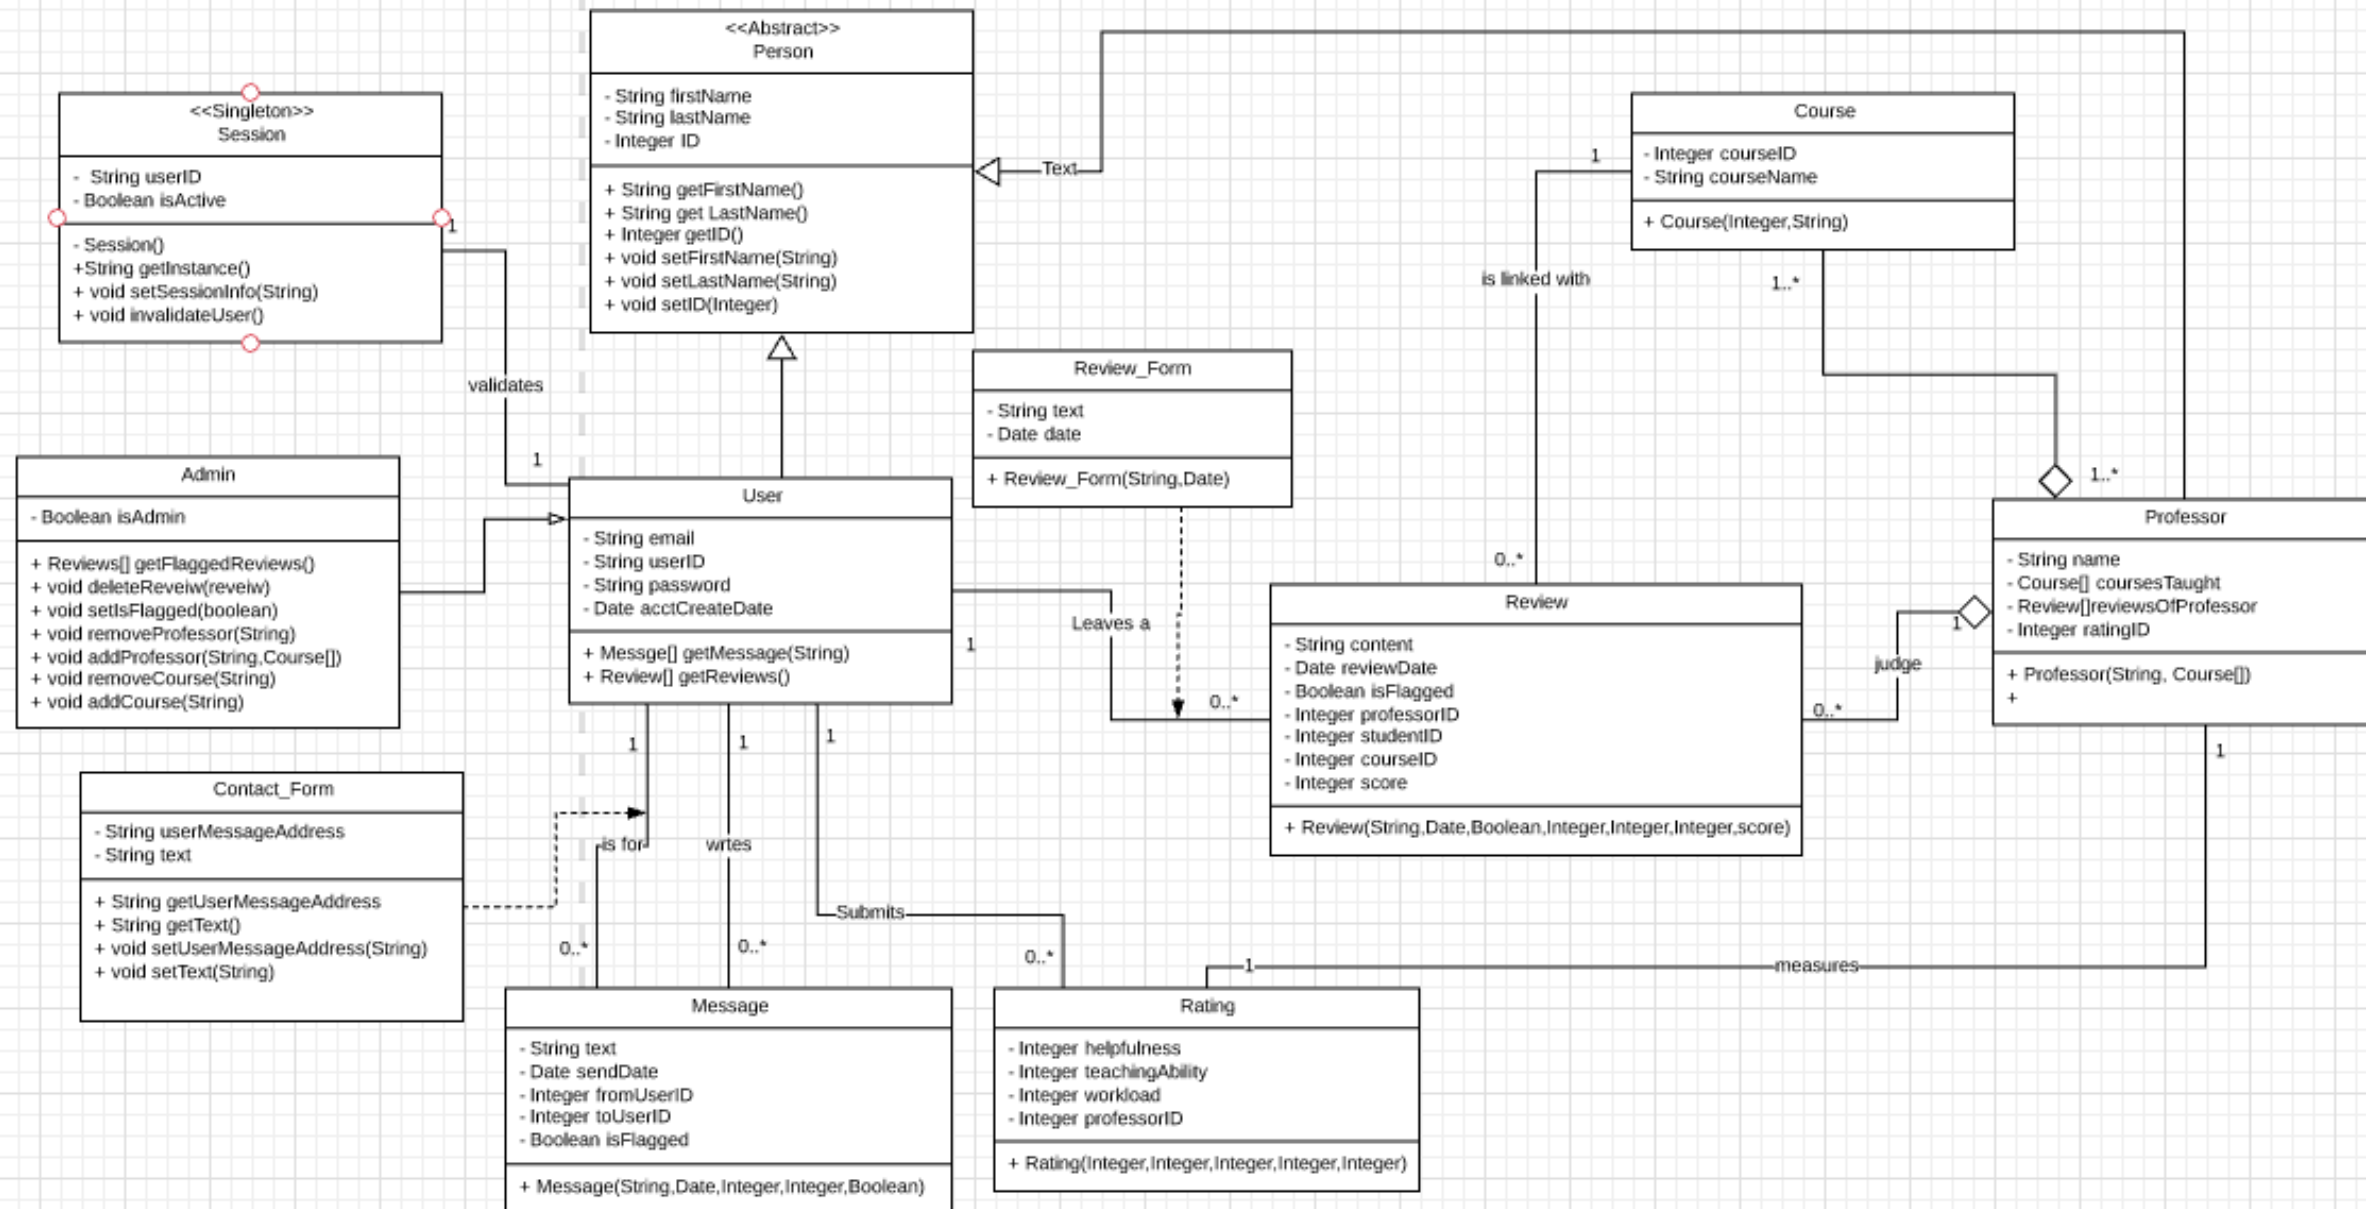 <<Abstract>>
Person
- String firstName
- String lastName
- Integer ID
+ String getFirstName()
+ String get LastName()
+ Integer getID()
+ void setFirstName(String)
+ void setLastName(String)
+ void setID(Integer)
Text
<<Singleton>>
Session
- String userID
- Boolean isActive
- Session()
+String getInstance()
+ void setSessionInfo(String)
+ void invalidateUser()
1
validates
1
Course
- Integer courseID
- String courseName
+ Course(Integer,String)
1
is linked with
0..*
1..*
1..*
Review_Form
- String text
- Date date
+ Review_Form(String,Date)
Admin
- Boolean isAdmin
+ Reviews[] getFlaggedReviews()
+ void deleteReveiw(reveiw)
+ void setIsFlagged(boolean)
+ void removeProfessor(String)
+ void addProfessor(String,Course[])
+ void removeCourse(String)
+ void addCourse(String)
User
- String email
- String userID
- String password
- Date acctCreateDate
+ Messge[] getMessage(String)
+ Review[] getReviews()
1
Leaves a
0..*
Review
- String content
- Date reviewDate
- Boolean isFlagged
- Integer professorID
- Integer studentID
- Integer courseID
- Integer score
+ Review(String,Date,Boolean,Integer,Integer,Integer,score)
Professor
- String name
- Course[] coursesTaught
- Review[]reviewsOfProfessor
- Integer ratingID
+ Professor(String, Course[])
+
1
judge
0..*
1
Contact_Form
- String userMessageAddress
- String text
+ String getUserMessageAddress
+ String getText()
+ void setUserMessageAddress(String)
+ void setText(String)
1
is for
0..*
1
wrtes
0..*
1
Submits
0..*
1
measures
Message
- String text
- Date sendDate
- Integer fromUserID
- Integer toUserID
- Boolean isFlagged
+ Message(String,Date,Integer,Integer,Boolean)
Rating
- Integer helpfulness
- Integer teachingAbility
- Integer workload
- Integer professorID
+ Rating(Integer,Integer,Integer,Integer,Integer)